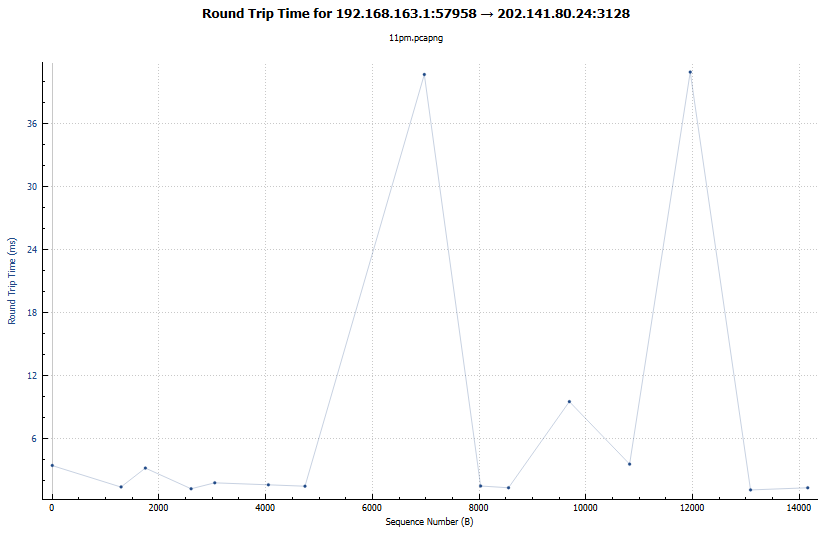 Round Trip Time for 192.168.163.1:57958 → 202.141.80.24:3128
11pm.pcapng
36
30
24
18
12
6
Round Trip Time (ms)
0 2000 4000 6000 8000 10000 12000 14000
Sequence Number (B)